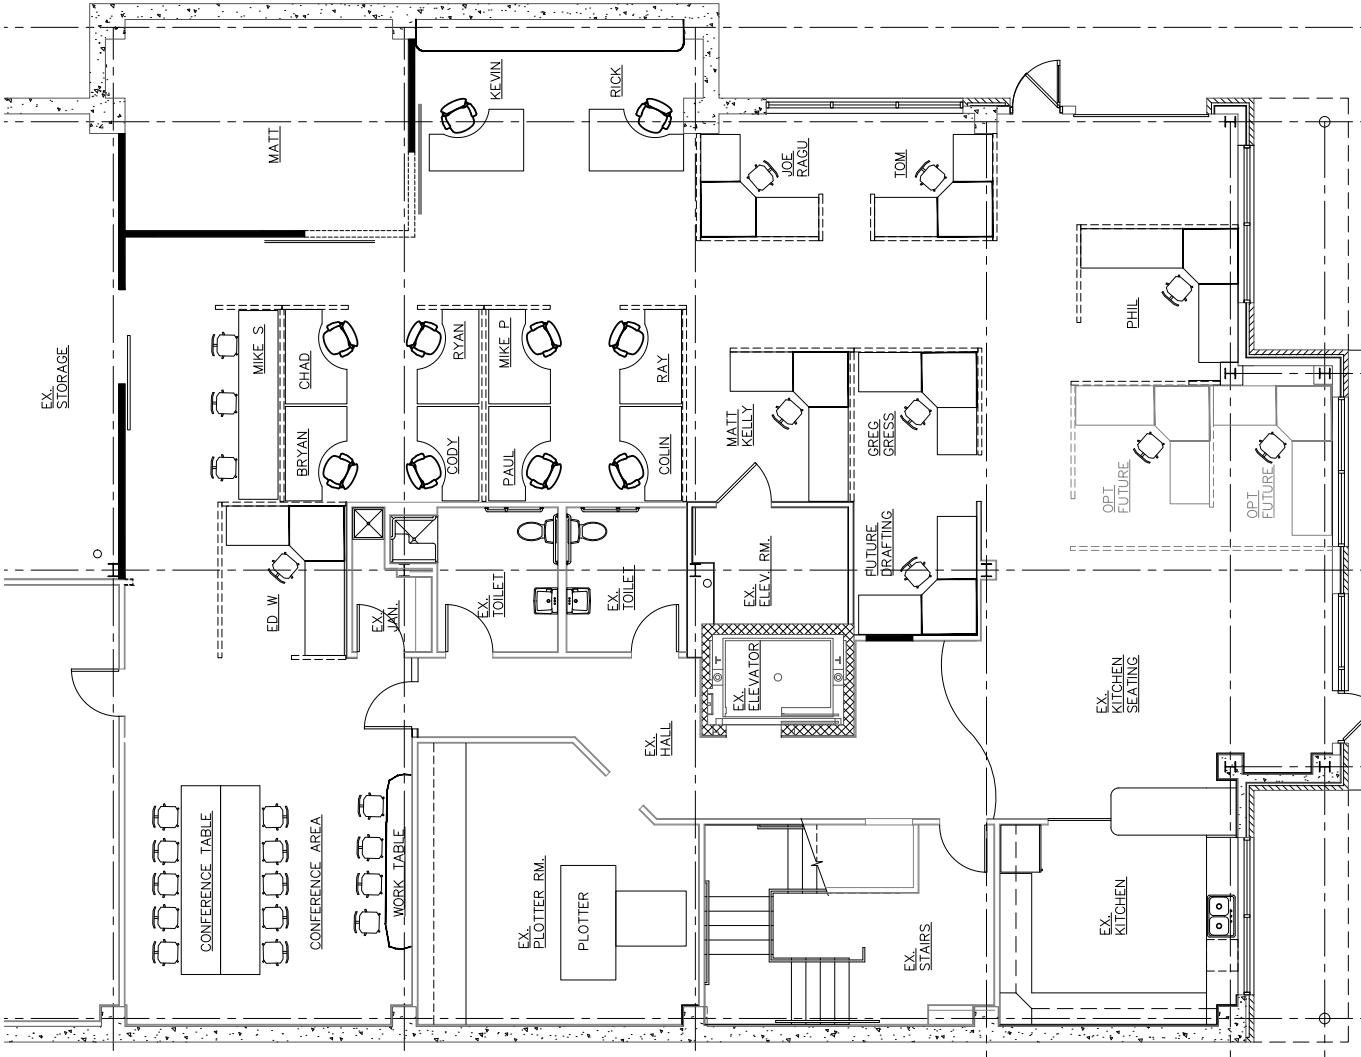 KEVIN
RICK
MATT
JOE
RAGU
TOM
PHIL
EX.
STORAGE
MIKE S
CHAD
RYAN
MIKE P
RAY
BRYAN
CODY
PAUL
COLIN
MATT
KELLY
GREG
GRESS
OPT
FUTURE
OPT
FUTURE
ED W
EX.
JAN.
EX.
TOILET
EX.
TOILET
EX.
ELEV. RM.
FUTURE
DRAFTING
EX.
ELEVATOR
EX.
KITCHEN
SEATING
EX.
HALL
CONFERENCE TABLE
CONFERENCE AREA
WORK TABLE
EX.
PLOTTER RM.
PLOTTER
EX.
STAIRS
EX.
KITCHEN